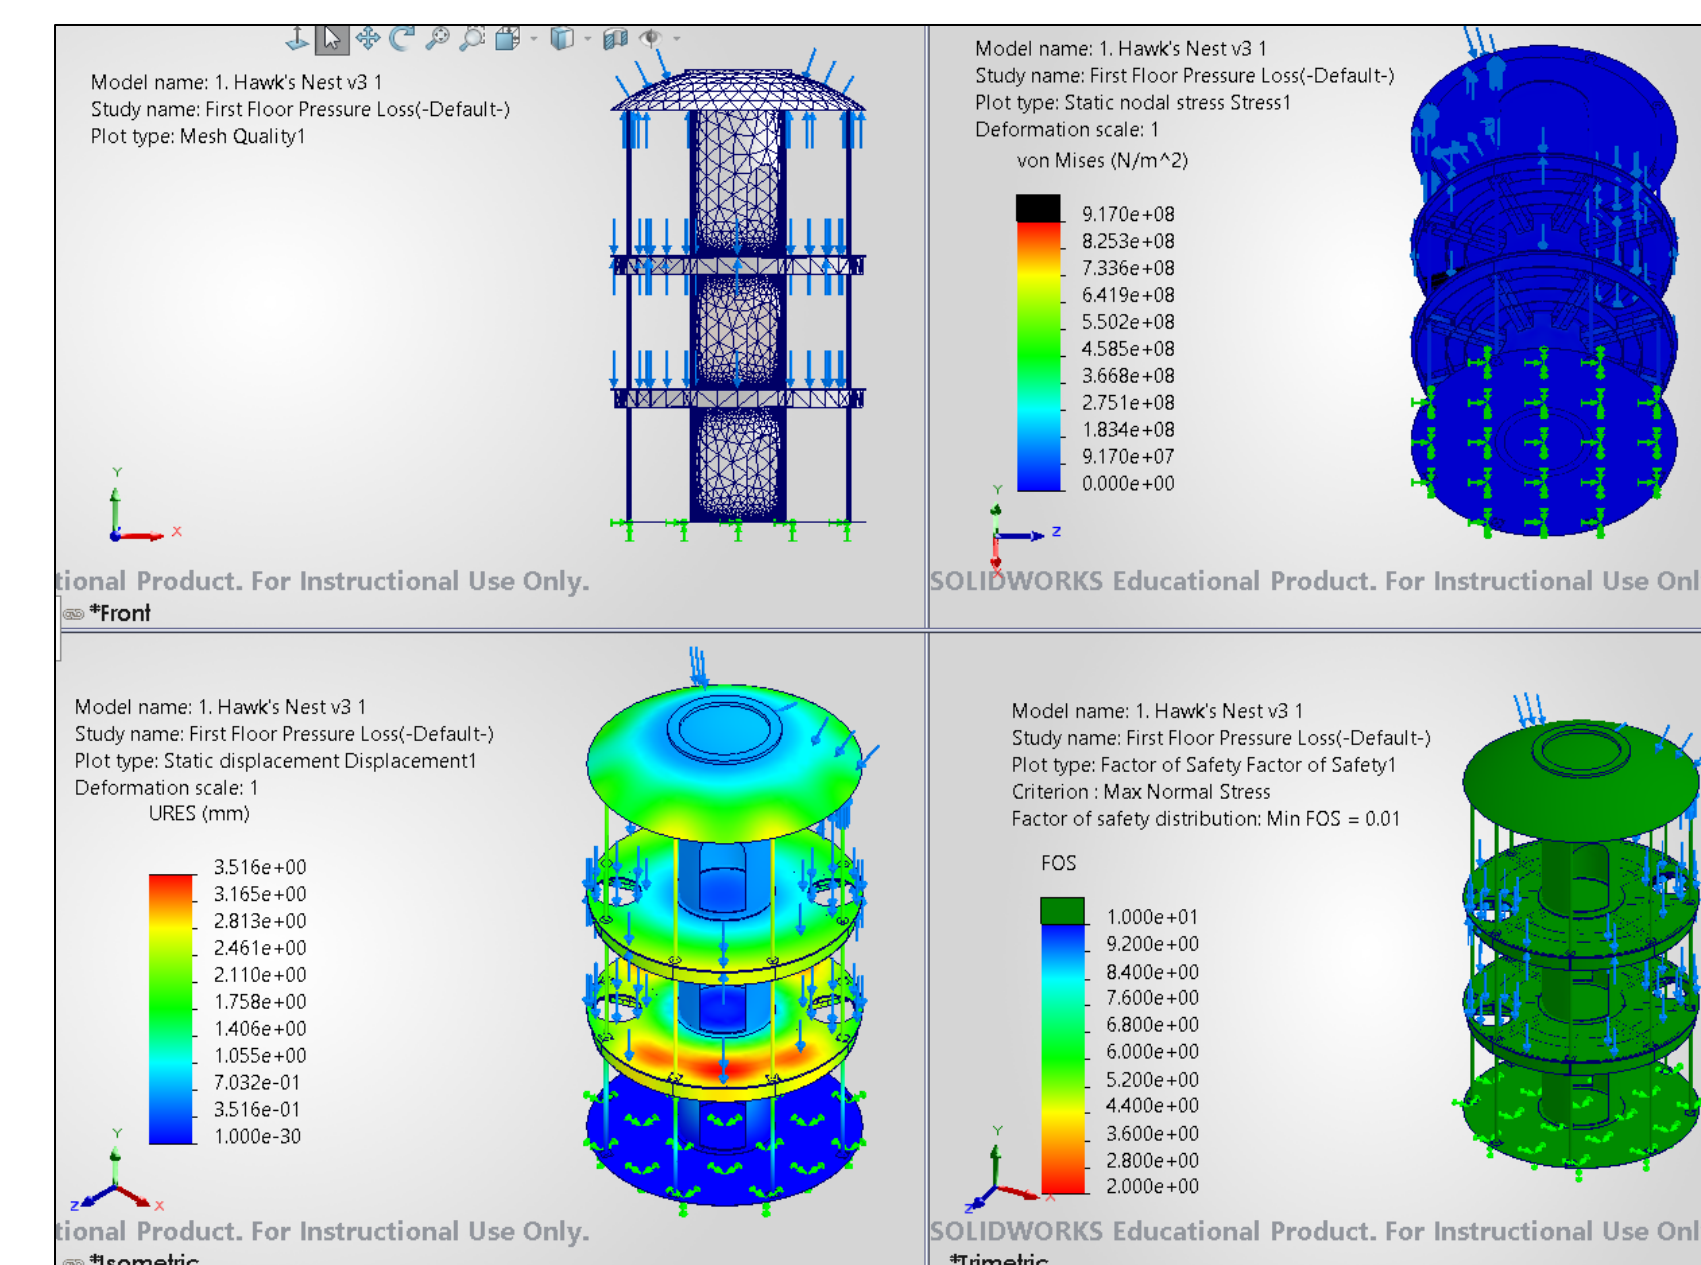 Model name: 1. Hawk's Nest v3 1
Study name: First Floor Pressure Loss(-Default-)
Plot type: Mesh Quality1
Y
X
tional Product. For Instructional Use Only.
*Front
Model name: 1. Hawk's Nest v3 1
Study name: First Floor Pressure Loss(-Default-)
Plot type: Static nodal stress Stress1
Deformation scale: 1
von Mises (N/m^2)
9.170e+08
8.253e+08
7.336e+08
6.419e+08
5.502e+08
4.585e+08
3.668e+08
2.751e+08
1.834e+08
9.170e+07
0.000e+00
Y
Z
X
SOLIDWORKS Educational Product. For Instructional Use Onl
Model name: 1. Hawk's Nest v3 1
Study name: First Floor Pressure Loss(-Default-)
Plot type: Static displacement Displacement1
Deformation scale: 1
URES (mm)
3.516e+00
3.165e+00
2.813e+00
2.461e+00
2.110e+00
1.758e+00
1.406e+00
1.055e+00
7.032e-01
3.516e-01
1.000e-30
Y
Z
X
tional Product. For Instructional Use Only.
*Isometric
Model name: 1. Hawk's Nest v3 1
Study name: First Floor Pressure Loss(-Default-)
Plot type: Factor of Safety Factor of Safety1
Criterion : Max Normal Stress
Factor of safety distribution: Min FOS = 0.01
FOS
1.000e+01
9.200e+00
8.400e+00
7.600e+00
6.800e+00
6.000e+00
5.200e+00
4.400e+00
3.600e+00
2.800e+00
2.000e+00
Y
Z
X
SOLIDWORKS Educational Product. For Instructional Use Onl
*Trimetric